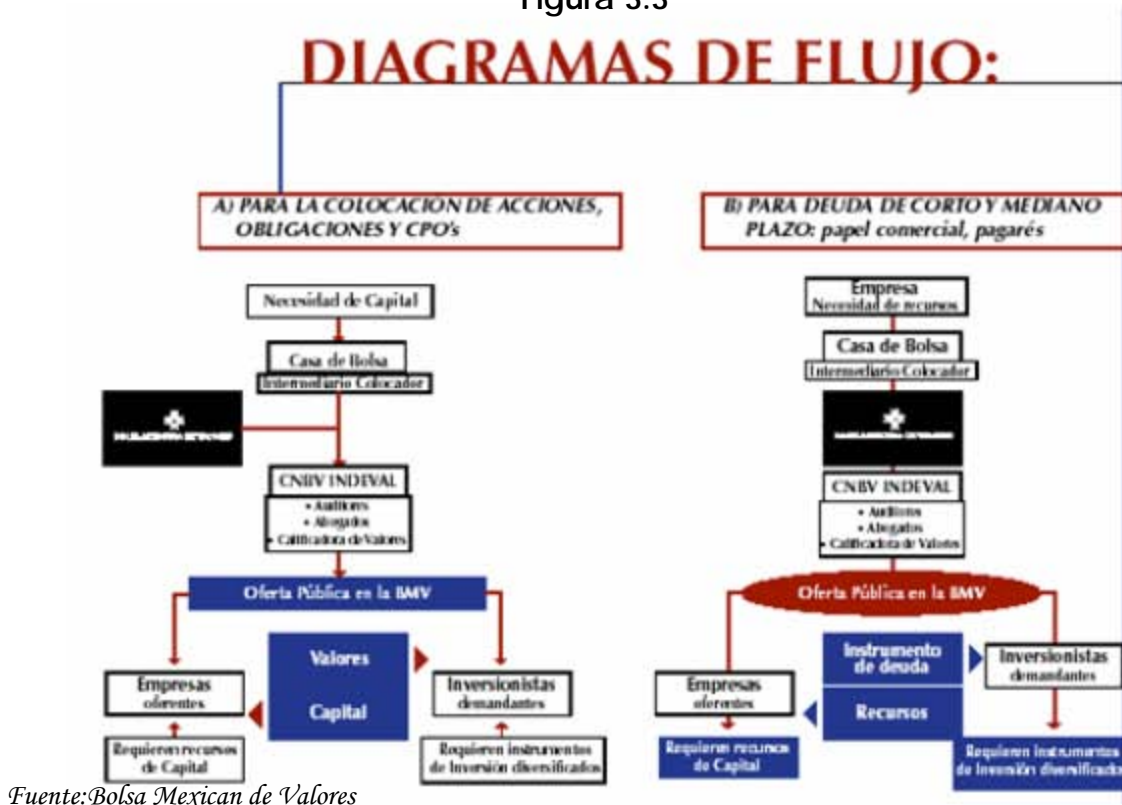 Figura 3.3
DIAGRAMAS DE FLUJO:
A) PARA LA COLOCACIÓN DE ACCIONES,
OBLIGACIONES Y CPO's
Necesidad de Capital
Casa de Bolsa
Intermediario Colocador
CNBV INDEVAL
• Auditores
• Abogados
• Calificadora de Valores
Oferta Pública en la BMV
Valores
Capital
Empresas
oferentes
Inversionistas
demandantes
Requieren recursos
de Capital
Requieren instrumentos
de Inversión diversificados
B) PARA DEUDA DE CORTO Y MEDIANO
PLAZO: papel comercial, pagarés
Empresa
Necesidad de recursos
Casa de Bolsa
Intermediario Colocador
CNBV INDEVAL
• Auditores
• Abogados
• Calificadora de Valores
Oferta Pública en la BMV
Instrumento
de deuda
Recursos
Empresas
oferentes
Inversionistas
demandantes
Requieren recursos
de Capital
Requieren instrumentos
de Inversión diversificado
Fuente:Bolsa Mexican de Valores